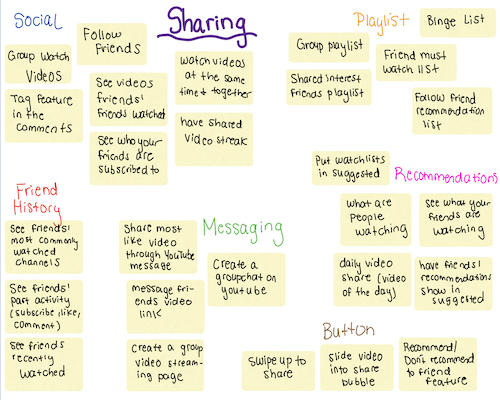 Sharing
Social
Group Watch
Videos
Tag feature
in the
comments
Follow
Friends
See videos
friends'
friends watched
See who your
friends are
subscribed to
Watch videos
at the same
time + together
have shared
video streak
Playlist
Group playlist
Shared interest
friends playlist
Binge List
Friend must
watch list
Follow friend
recommendation
list
Friend
History
See friends'
most commonly
watched
channels
See friends'
part activity
(subscribe, like,
comment)
See friends
recently
watched
Messaging
Share most
like video
through YouTube
message
message fri-
ends video
link
Create a group
video stream-
ing page
Create a
groupchat on
youtube
Recommendations
Put watchlists
in suggested
what are
people
watching
See what your
friends are
watching
daily video
share (video
of the day)
have friends'
recommendations
show in
suggested
Button
Swipe up to
share
Slide video
into share
bubble
Recommend/
Don't recommend
to friend
feature